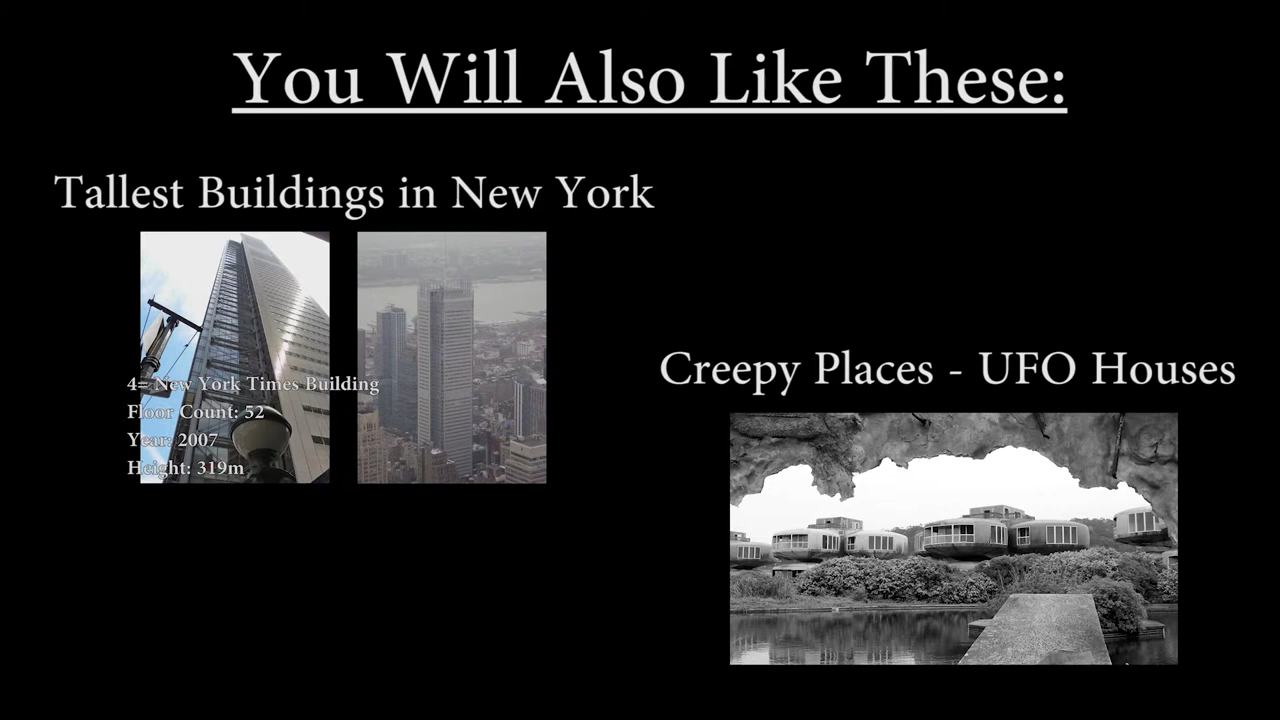 You Will Also Like These:
Tallest Buildings in New York
4= New York Times Building
Floor Count: 52
Year: 2007
Height: 319m
Creepy Places - UFO Houses